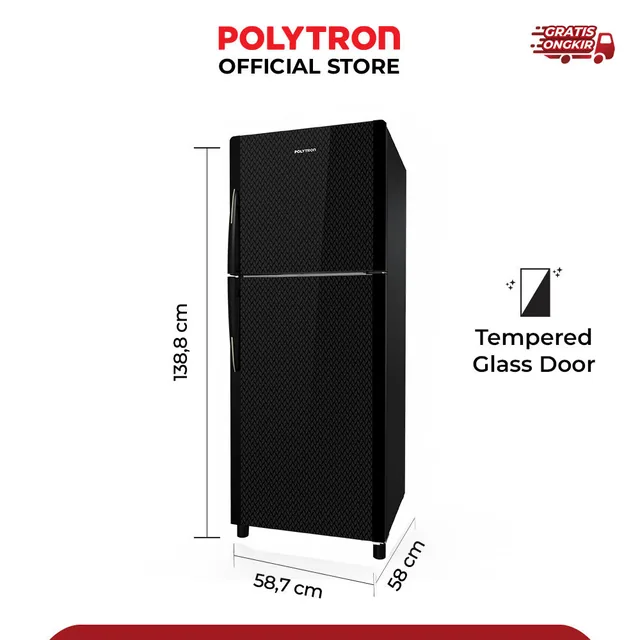 POLYTRON
OFFICIAL STORE
GRATIS
ONGKIR
POLYTRON
138,8 cm
Tempered
Glass Door
58,7 cm
58 cm